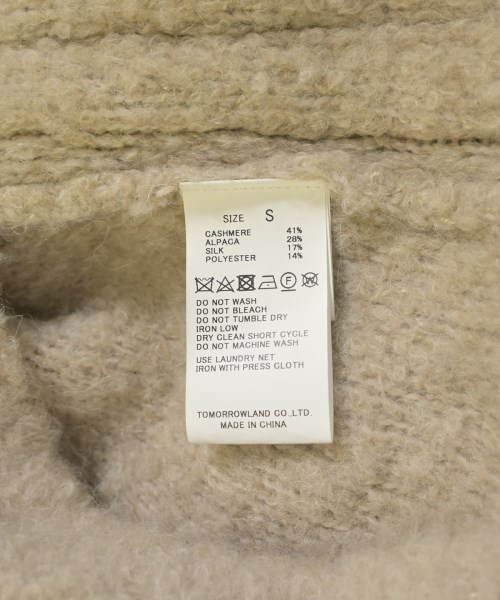 SIZE S
CASHMERE 41%
ALPACA 28%
SILK 17%
POLYESTER 14%
F
DO NOT WASH
DO NOT BLEACH
DO NOT TUMBLE DRY
IRON LOW
DRY CLEAN SHORT CYCLE
DO NOT MACHINE WASH
USE LAUNDRY NET
IRON WITH PRESS CLOTH
TOMORROWLAND CO.,LTD.
MADE IN CHINA